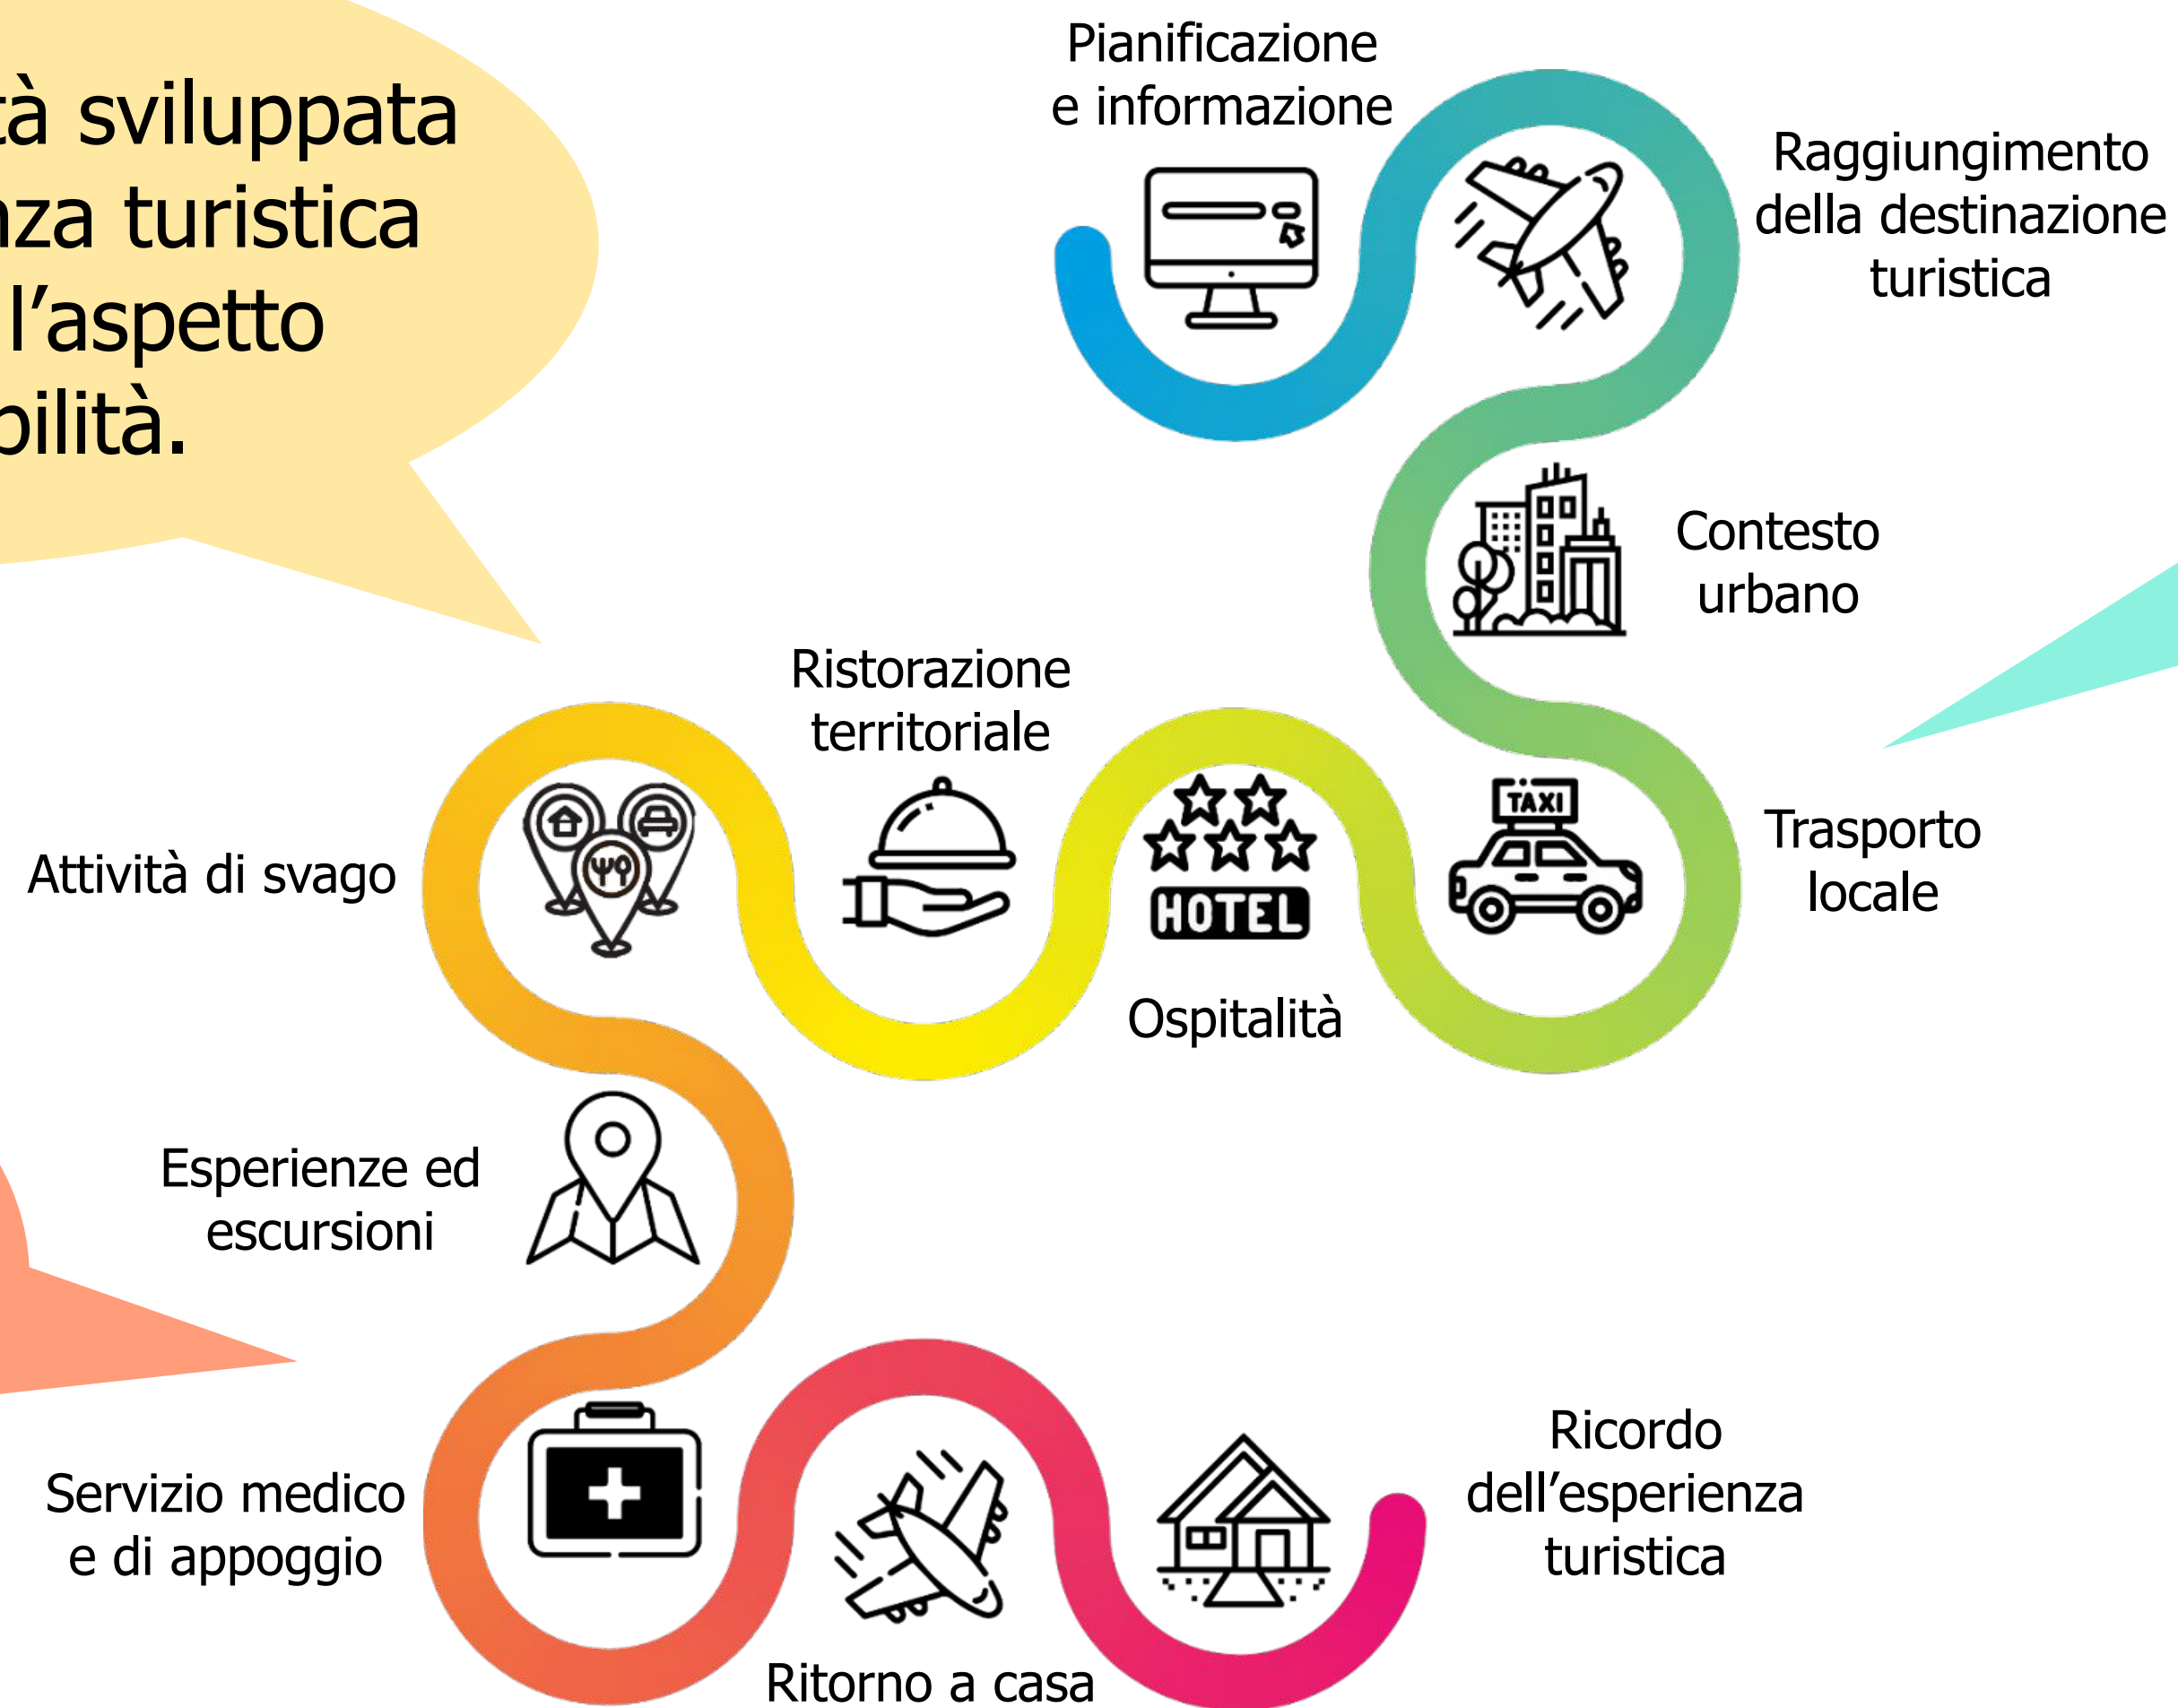 tà sviluppata
nza turistica
l’aspetto
bilità.
Pianificazione
e informazione
Raggiungimento
della destinazione
turistica
Contesto
urbano
TAXI
Trasporto
locale
HOTEL
Ospitalità
Ristorazione
territoriale
Attività di svago
Esperienze ed
escursioni
Servizio medico
e di appoggio
Ritorno a casa
Ricordo
dell’esperienza
turistica